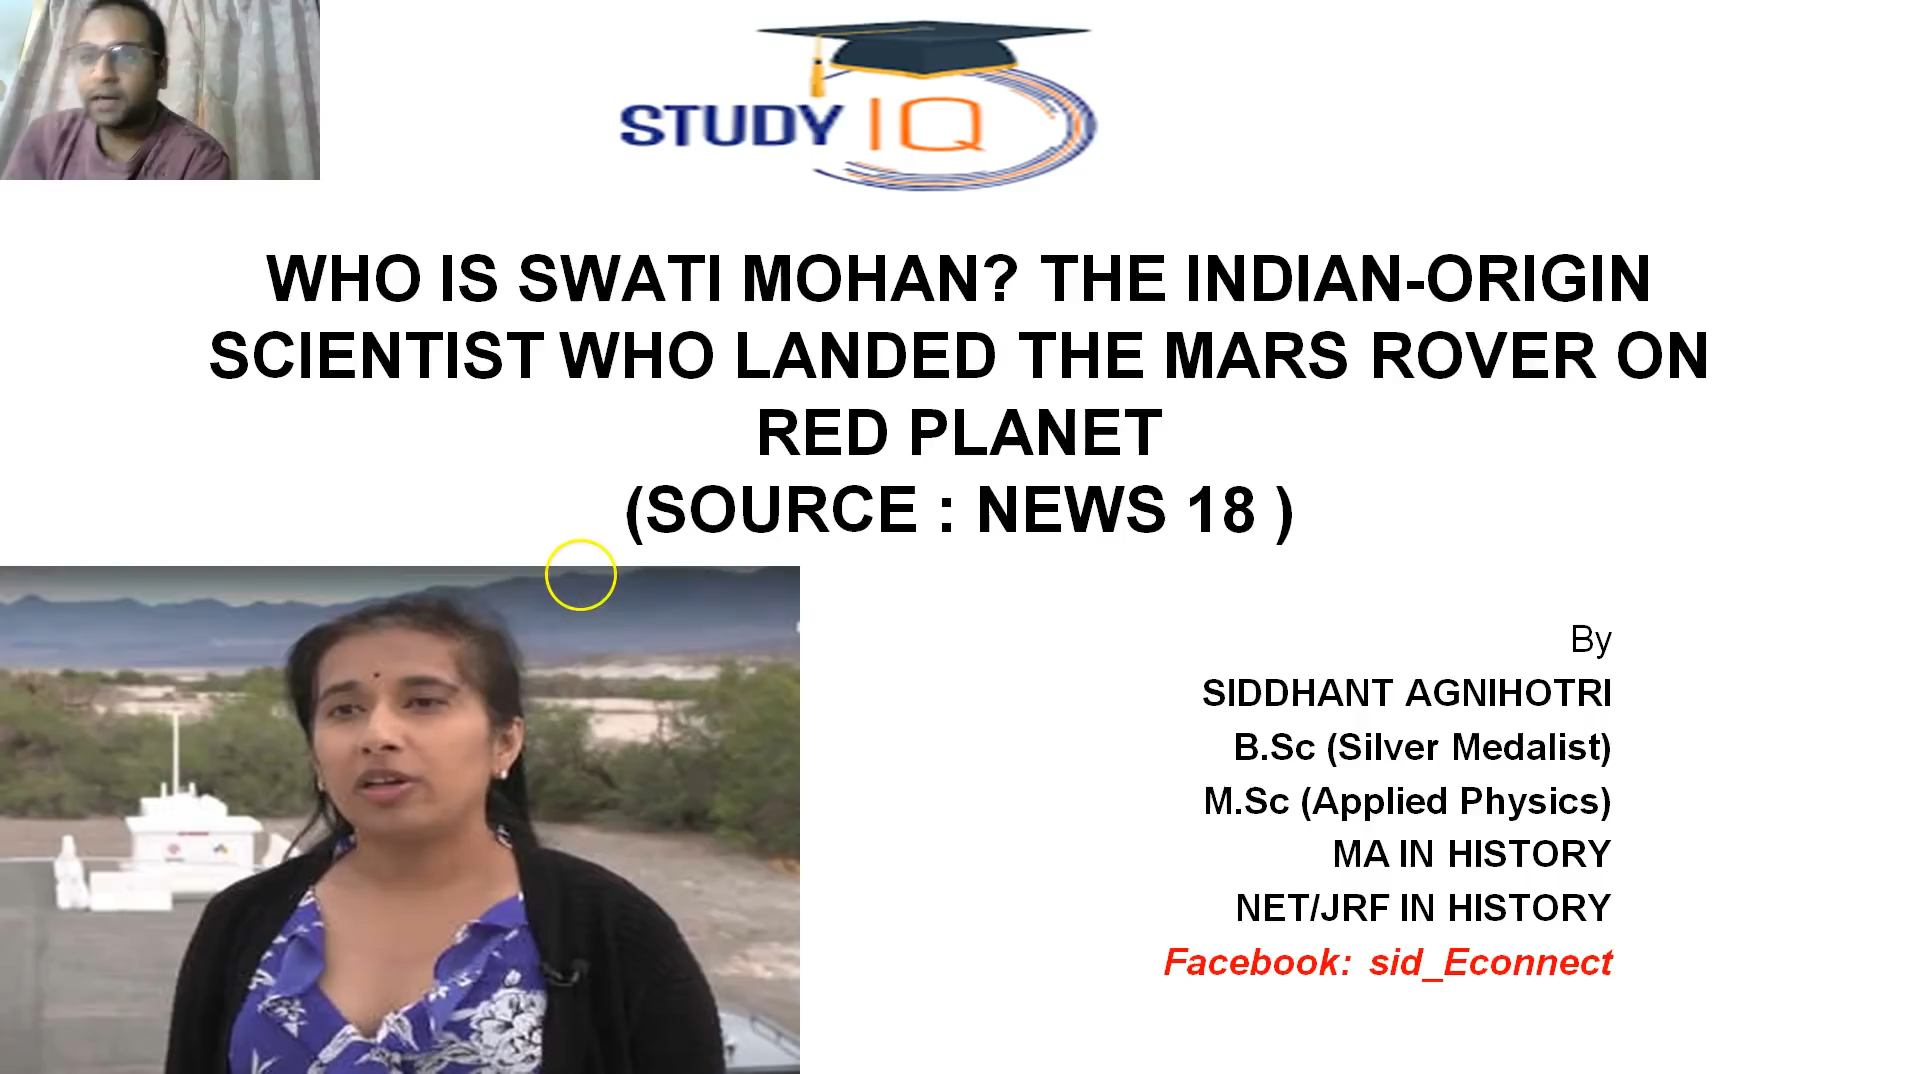 STUDY IQ
WHO IS SWATI MOHAN? THE INDIAN-ORIGIN
SCIENTIST WHO LANDED THE MARS ROVER ON
RED PLANET
(SOURCE : NEWS 18 )
By
SIDDHANT AGNIHOTRI
B.Sc (Silver Medalist)
M.Sc (Applied Physics)
MA IN HISTORY
NET/JRF IN HISTORY
Facebook: sid_Econnect